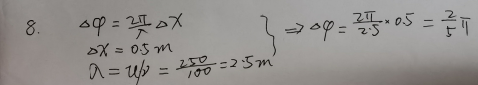 8. Δφ = 2π/λ Δx
Δx = 0.5 m
λ = u/ν = 250/100 = 2.5 m
} ⇒ Δφ = 2π/2.5 × 0.5 = 2/5 π